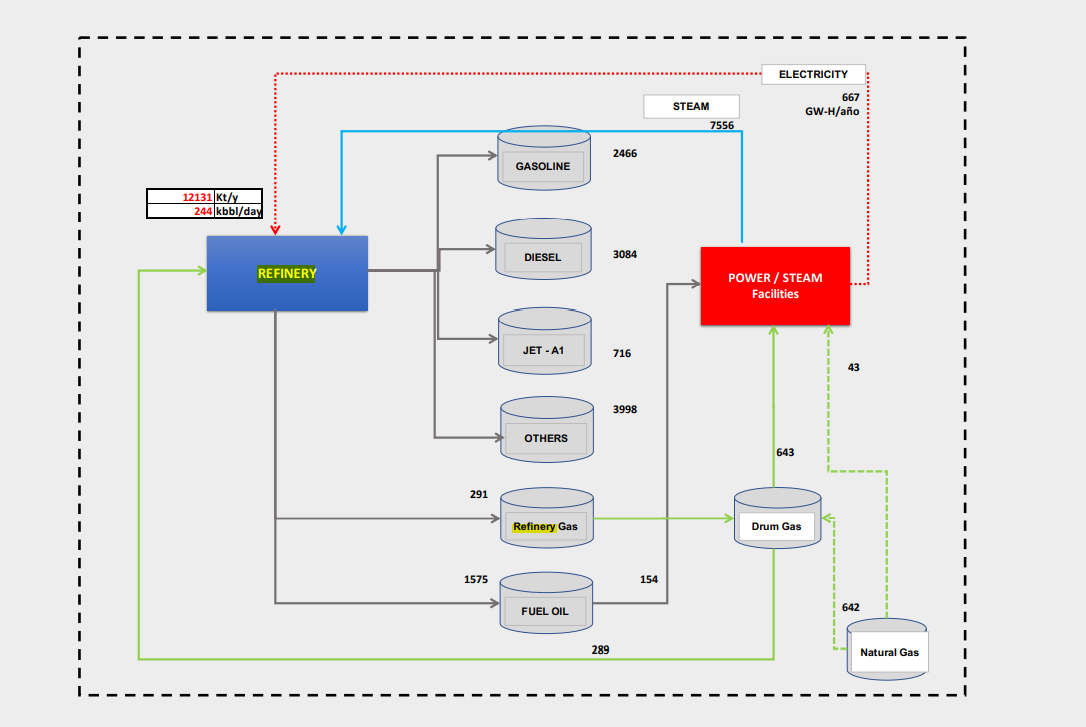 ELECTRICITY
667
GW-H/año
STEAM
7556
GASOLINE
2466
12131 Kt/y
244 kbbl/day
REFINERY
DIESEL
3084
POWER / STEAM
Facilities
JET - A1
716
43
3998
OTHERS
643
291
Refinery Gas
Drum Gas
1575
FUEL OIL
154
642
289
Natural Gas